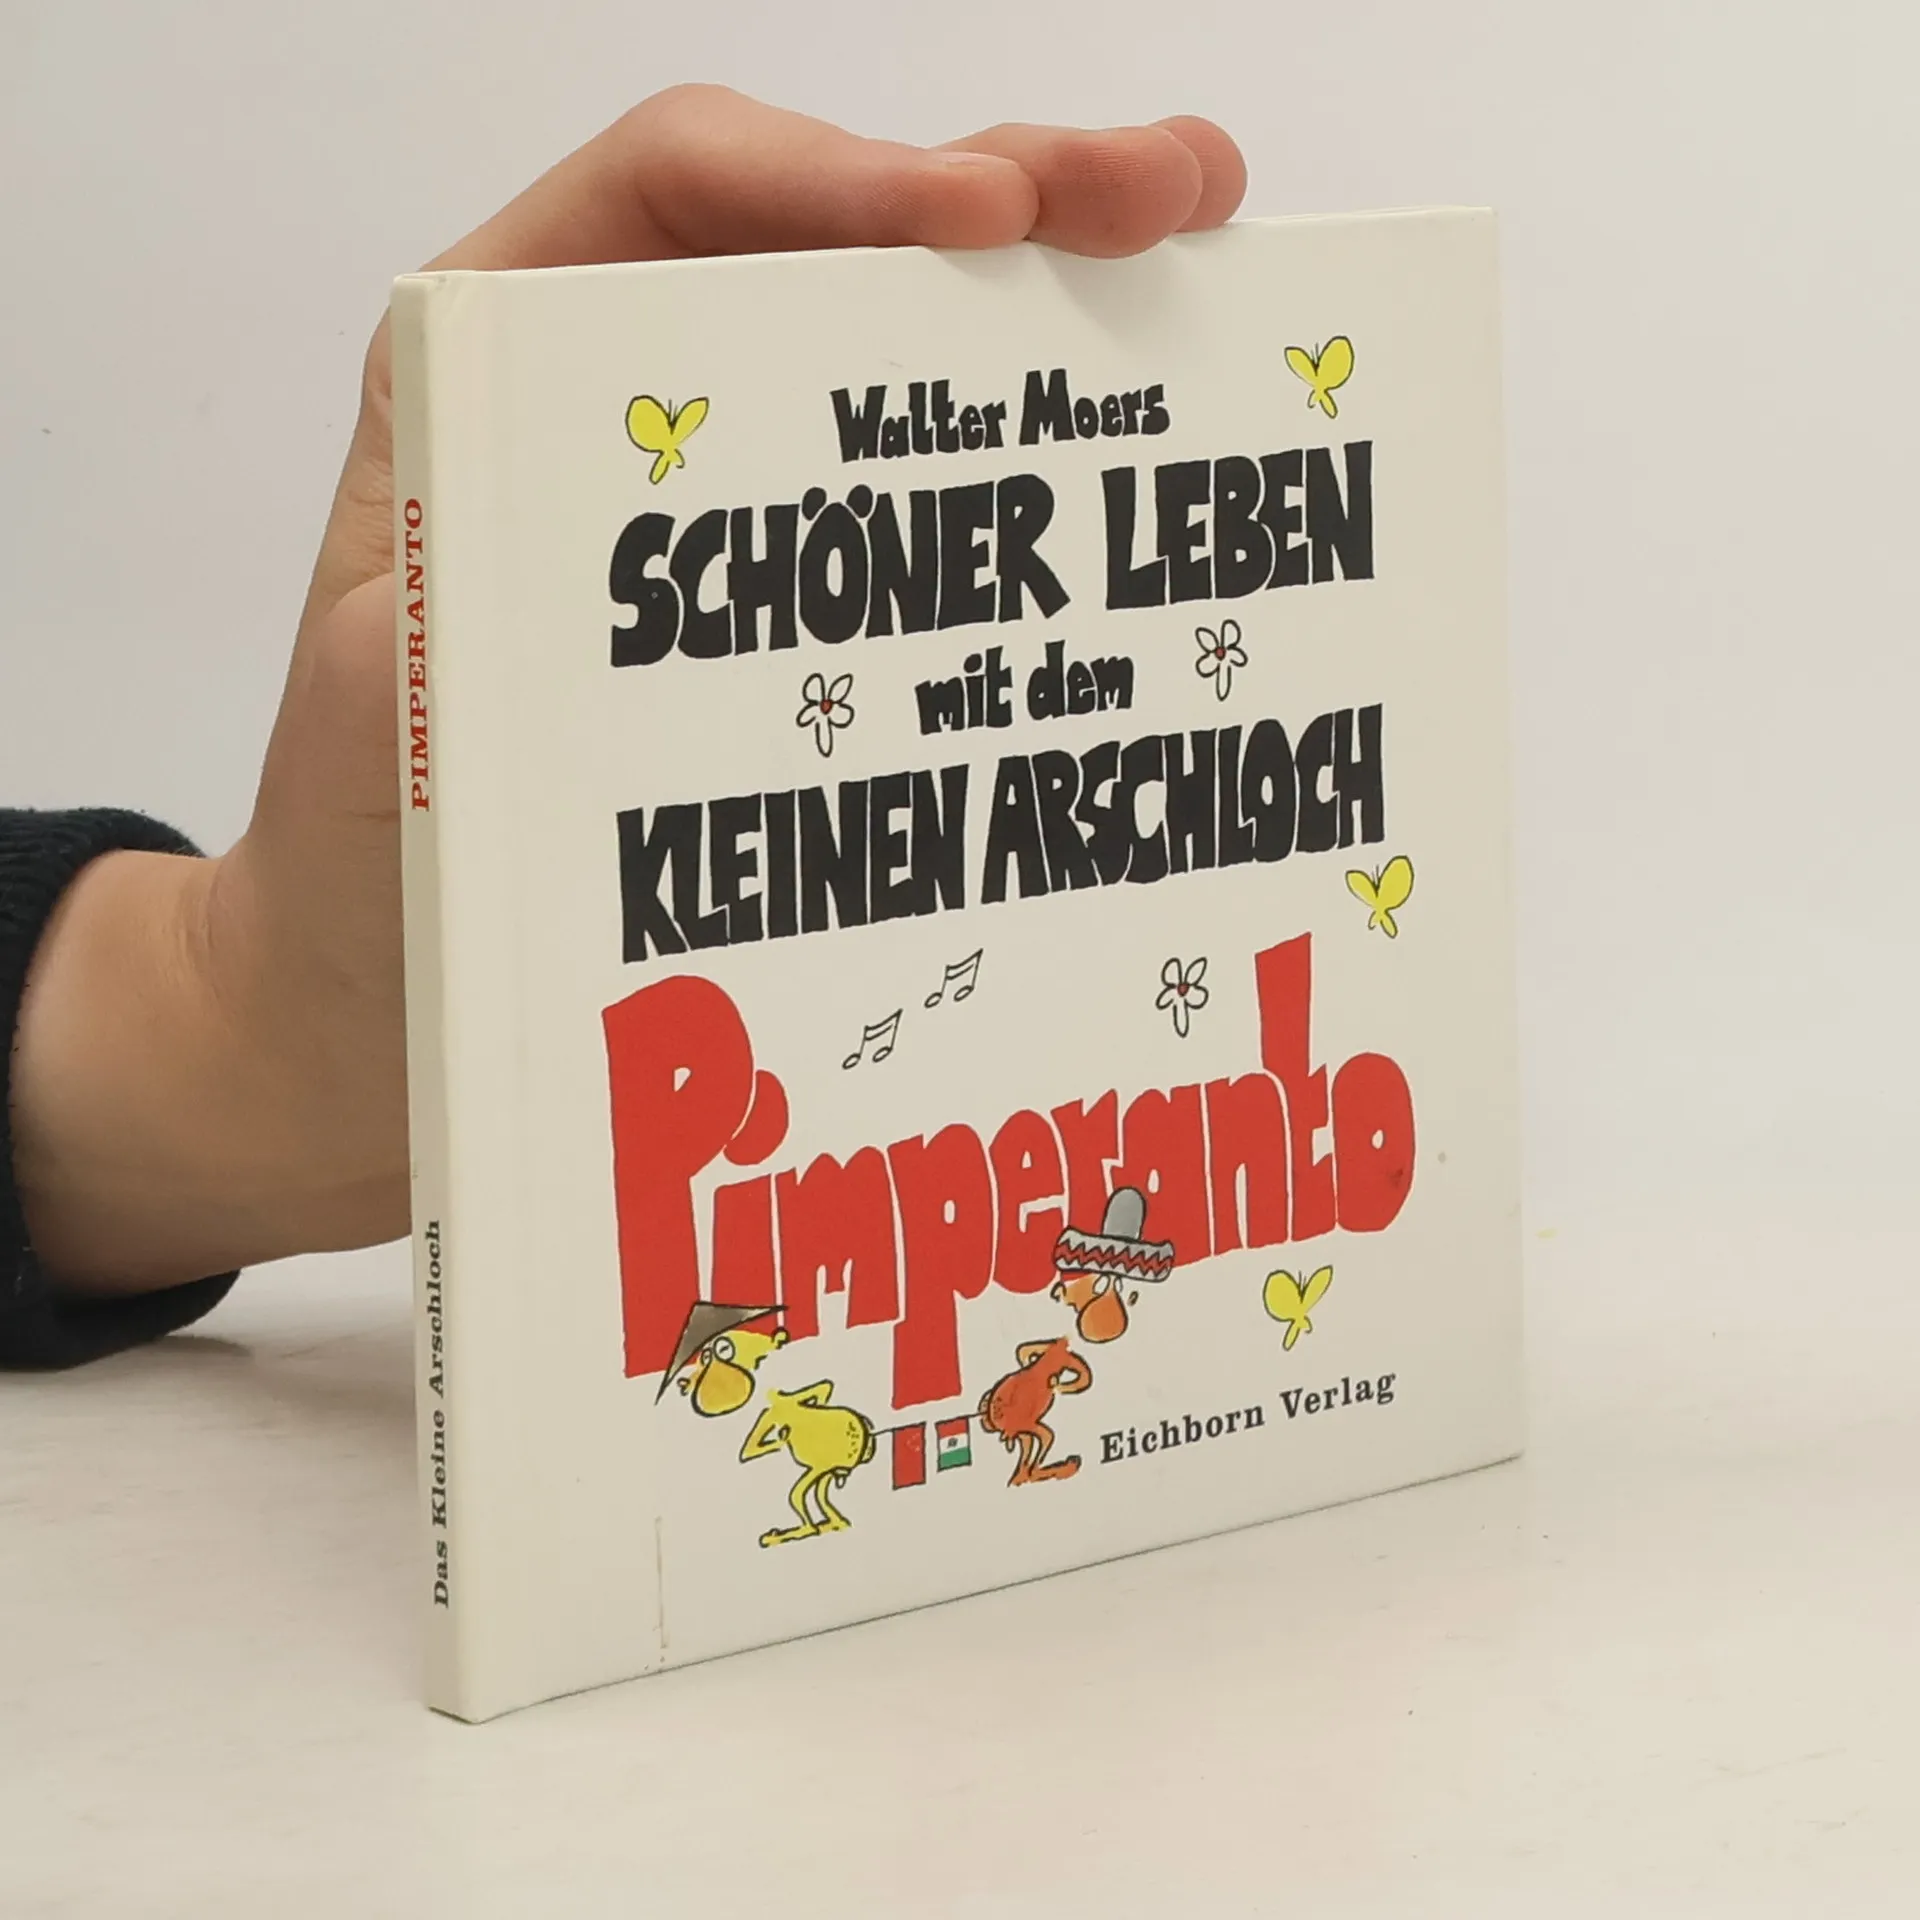 Walter Moers
SCHÖNER LEBEN
mit dem
KLEINEN ARSCHLOCH
Pimperanto
Eichborn Verlag
PIMPERANTO
Das Kleine Arschloch